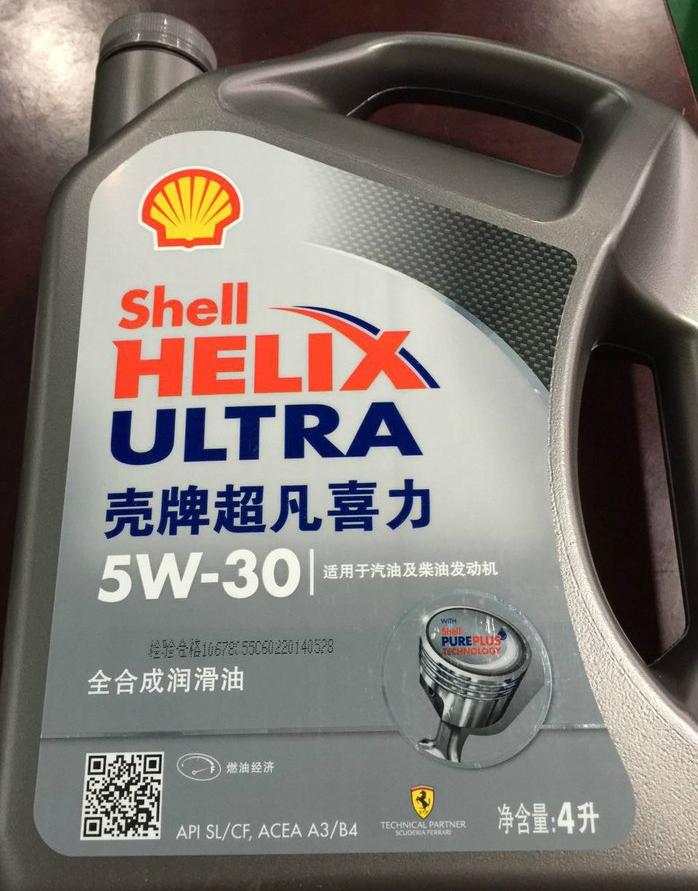 Shell
HELIX
ULTRA
壳牌超凡喜力
5W-30 适用于汽油及柴油发动机
WITH
Shell
PUREPLUS
TECHNOLOGY
全合成润滑油
燃油经济
F
API SL/CF, ACEA A3/B4
TECHNICAL PARTNER
SCUDERIA FERRARI
净含量:4升